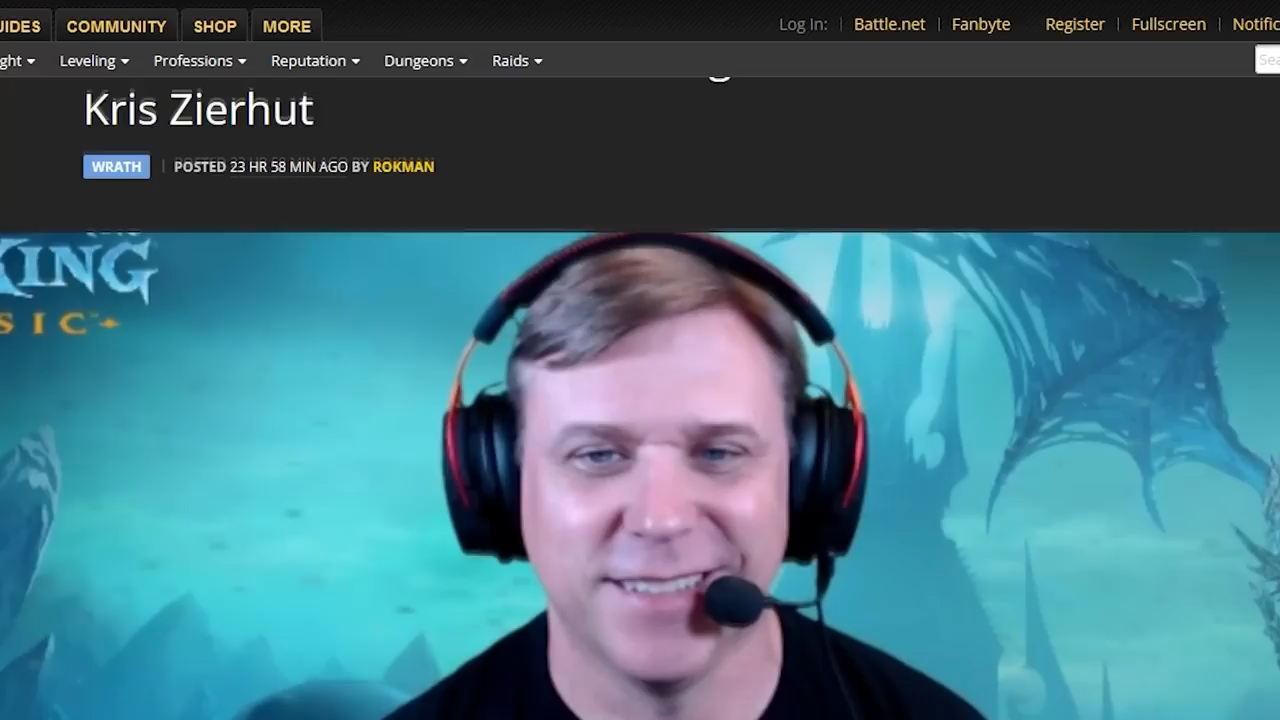 UIDES COMMUNITY SHOP MORE Log In: Battle.net Fanbyte Register Fullscreen Notific
ght Leveling Professions Reputation Dungeons Raids Sea
Kris Zierhut
WRATH POSTED 23 HR 58 MIN AGO BY ROKMAN
KING
SIC